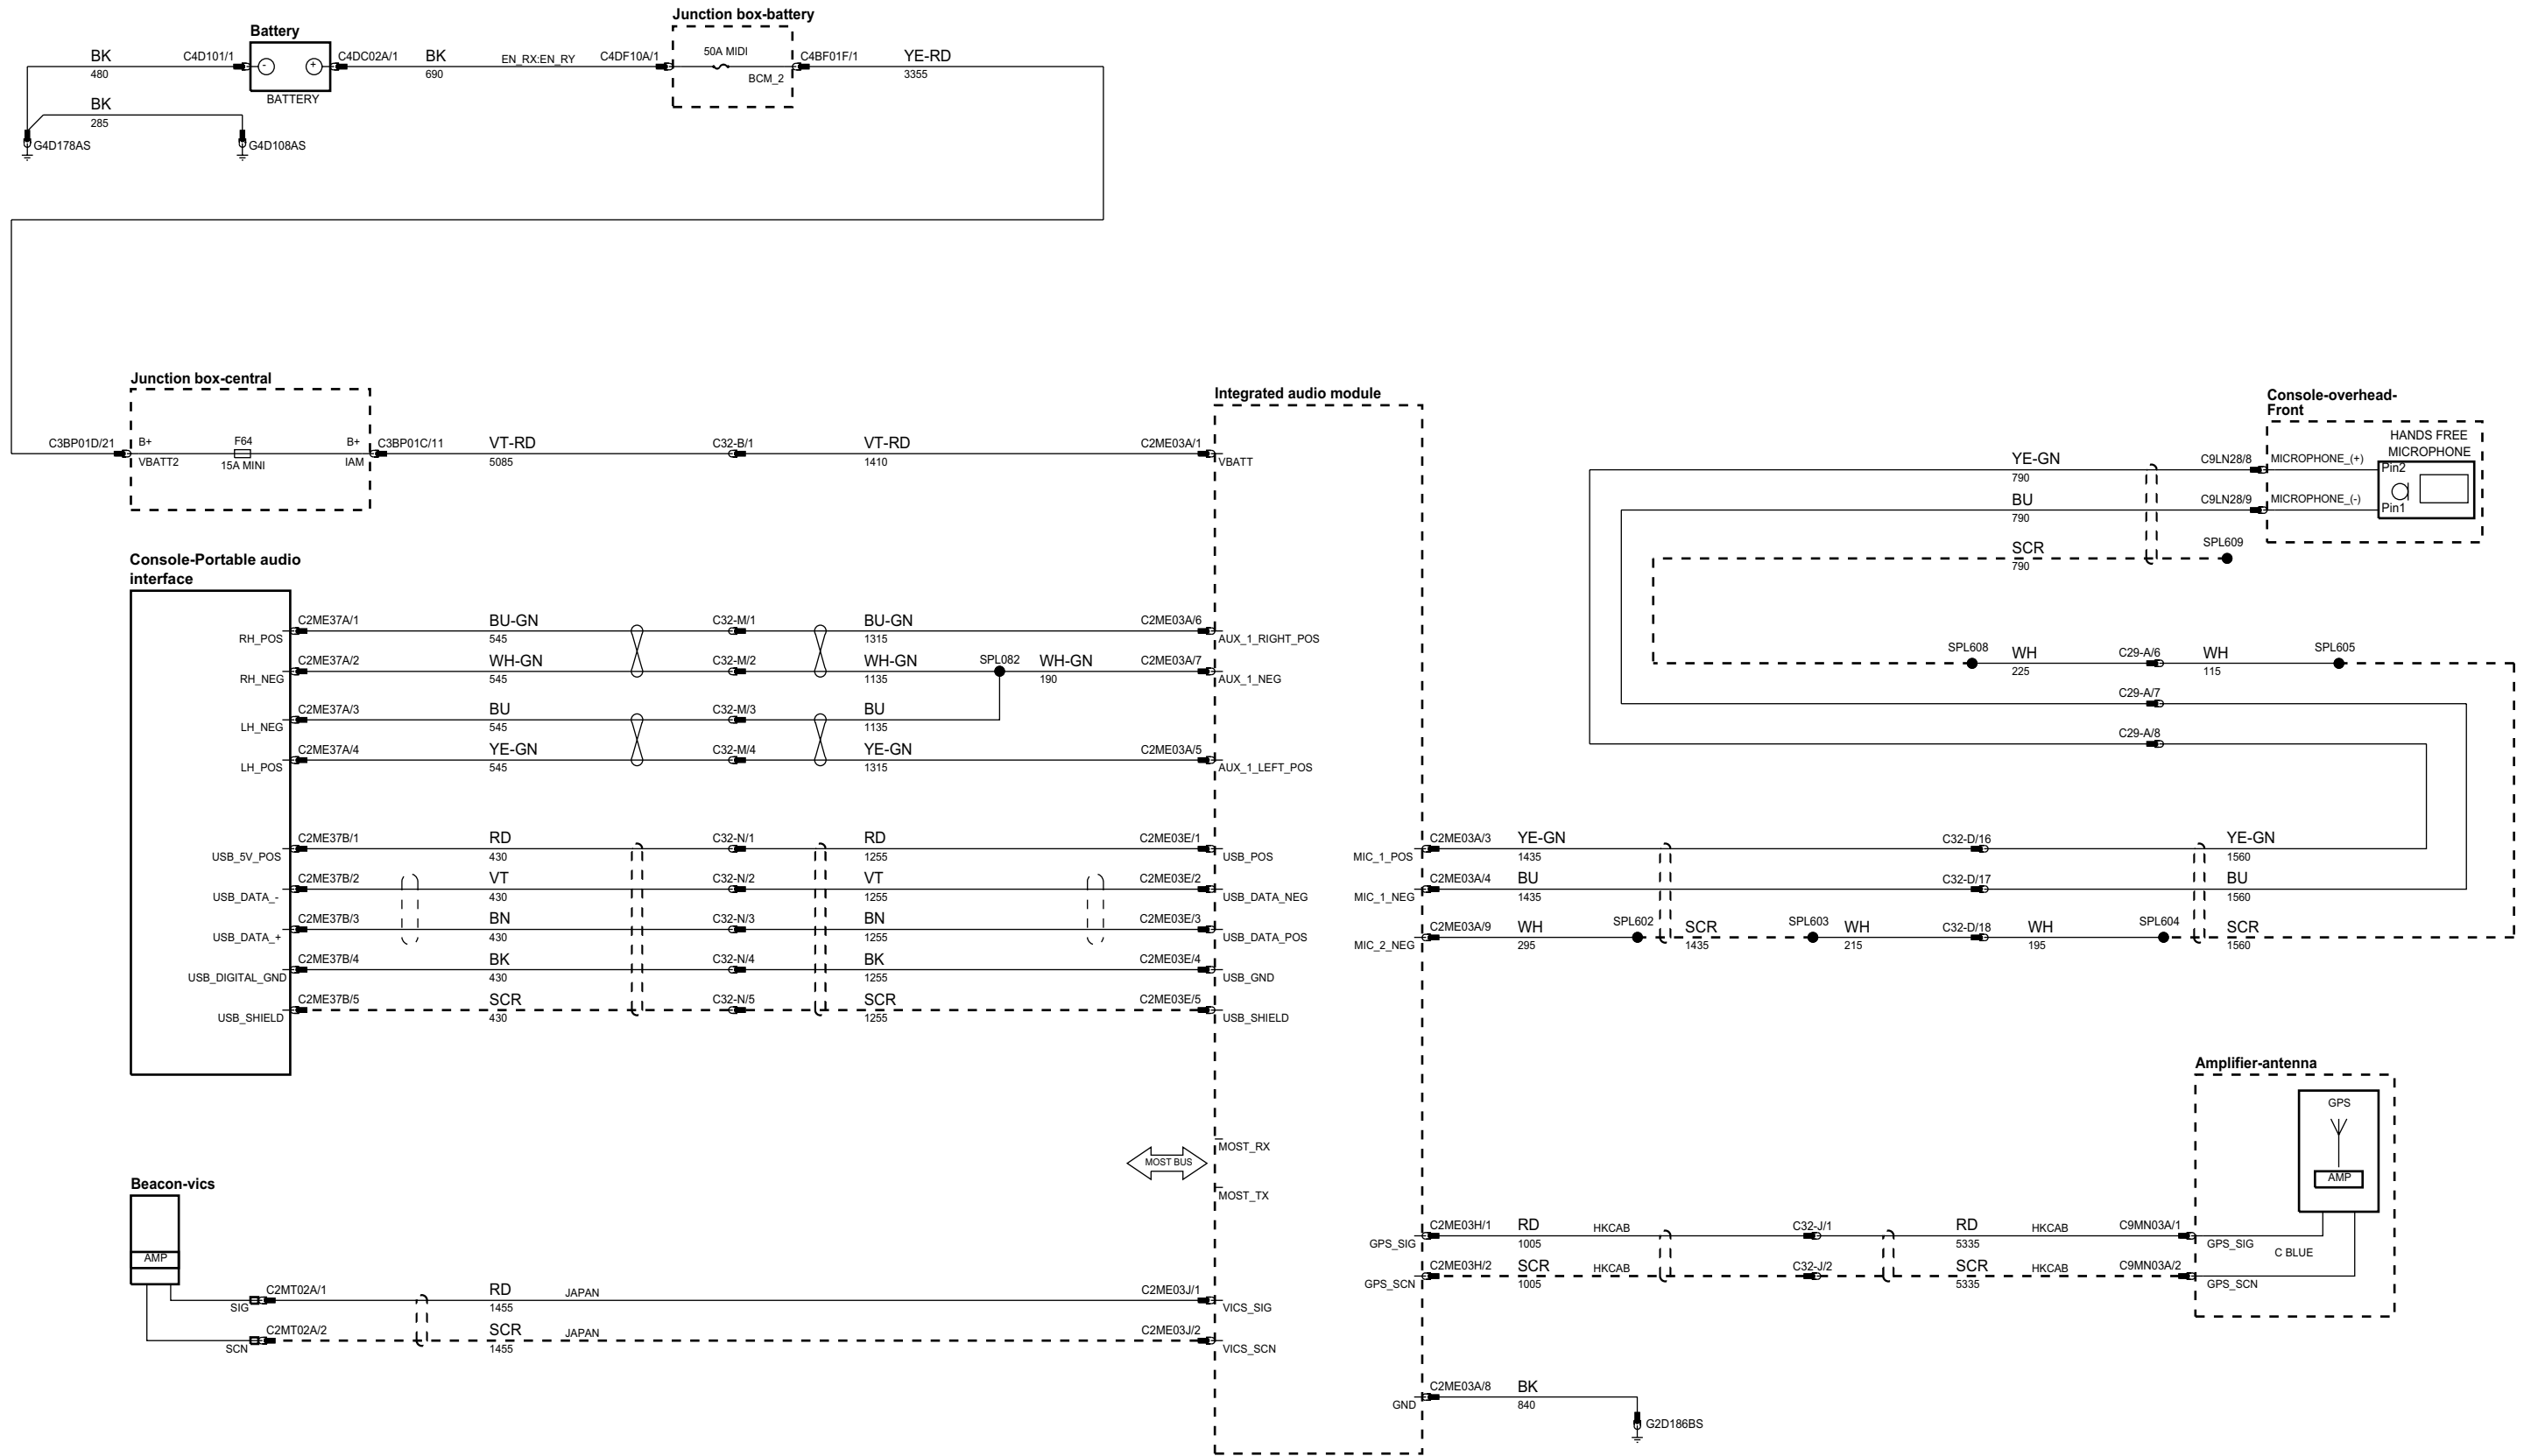 Junction box-battery
Battery
BK
480
C4D101/1
-
+
C4DC02A/1
BK
690
EN_RX:EN_RY
C4DF10A/1
50A MIDI
BCM_2
C4BF01F/1
YE-RD
3355
BATTERY
BK
285
G4D178AS
G4D108AS
Junction box-central
C3BP01D/21
B+
VBATT2
F64
15A MINI
B+
IAM
C3BP01C/11
VT-RD
5085
C32-B/1
VT-RD
1410
C2ME03A/1
Integrated audio module
VBATT
Console-overhead-
Front
HANDS FREE
MICROPHONE
YE-GN
790
C9LN28/8
MICROPHONE_(+)
Pin2
BU
790
C9LN28/9
MICROPHONE_(-)
Pin1
SCR
790
SPL609
Console-Portable audio
interface
RH_POS
C2ME37A/1
BU-GN
545
C32-M/1
BU-GN
1315
C2ME03A/6
AUX_1_RIGHT_POS
RH_NEG
C2ME37A/2
WH-GN
545
C32-M/2
WH-GN
1135
SPL082
WH-GN
190
C2ME03A/7
AUX_1_NEG
LH_NEG
C2ME37A/3
BU
545
C32-M/3
BU
1135
LH_POS
C2ME37A/4
YE-GN
545
C32-M/4
YE-GN
1315
C2ME03A/5
AUX_1_LEFT_POS
SPL608
WH
225
C29-A/6
WH
115
SPL605
C29-A/7
C29-A/8
USB_5V_POS
C2ME37B/1
RD
430
C32-N/1
RD
1255
C2ME03E/1
USB_POS
USB_DATA_-
C2ME37B/2
VT
430
C32-N/2
VT
1255
C2ME03E/2
USB_DATA_NEG
USB_DATA_+
C2ME37B/3
BN
430
C32-N/3
BN
1255
C2ME03E/3
USB_DATA_POS
USB_DIGITAL_GND
C2ME37B/4
BK
430
C32-N/4
BK
1255
C2ME03E/4
USB_GND
USB_SHIELD
C2ME37B/5
SCR
430
C32-N/5
SCR
1255
C2ME03E/5
USB_SHIELD
MIC_1_POS
C2ME03A/3
YE-GN
1435
C32-D/16
YE-GN
1560
MIC_1_NEG
C2ME03A/4
BU
1435
C32-D/17
BU
1560
MIC_2_NEG
C2ME03A/9
WH
295
SPL602
SCR
1435
SPL603
WH
215
C32-D/18
WH
195
SPL604
SCR
1560
Amplifier-antenna
GPS
AMP
MOST BUS
MOST_RX
MOST_TX
GPS_SIG
C2ME03H/1
RD
1005
HKCAB
C32-J/1
RD
5335
HKCAB
C9MN03A/1
GPS_SIG
C BLUE
GPS_SCN
C2ME03H/2
SCR
1005
HKCAB
C32-J/2
SCR
5335
HKCAB
C9MN03A/2
GPS_SCN
Beacon-vics
AMP
SIG
C2MT02A/1
RD
1455
JAPAN
C2ME03J/1
VICS_SIG
SCN
C2MT02A/2
SCR
1455
JAPAN
C2ME03J/2
VICS_SCN
GND
C2ME03A/8
BK
840
G2D186BS